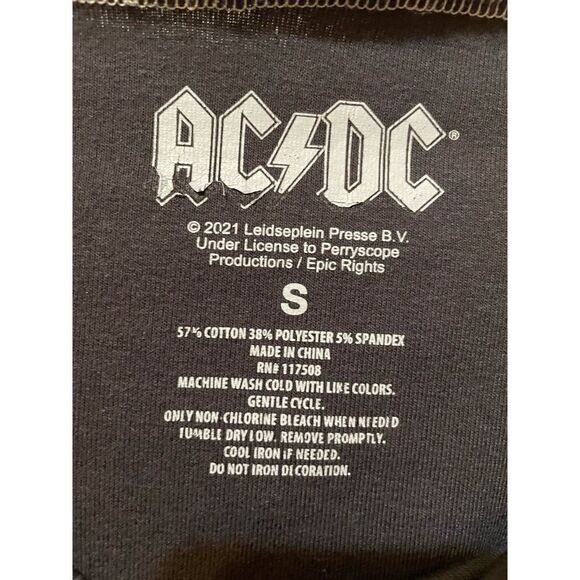 AC⚡DC®
© 2021 Leidseplein Presse B.V.
Under License to Perryscope
Productions / Epic Rights
S
57% COTTON 38% POLYESTER 5% SPANDEX
MADE IN CHINA
RN# 117508
MACHINE WASH COLD WITH LIKE COLORS.
GENTLE CYCLE.
ONLY NON-CHLORINE BLEACH WHEN NEEDED
TUMBLE DRY LOW. REMOVE PROMPTLY.
COOL IRON IF NEEDED.
DO NOT IRON DECORATION.